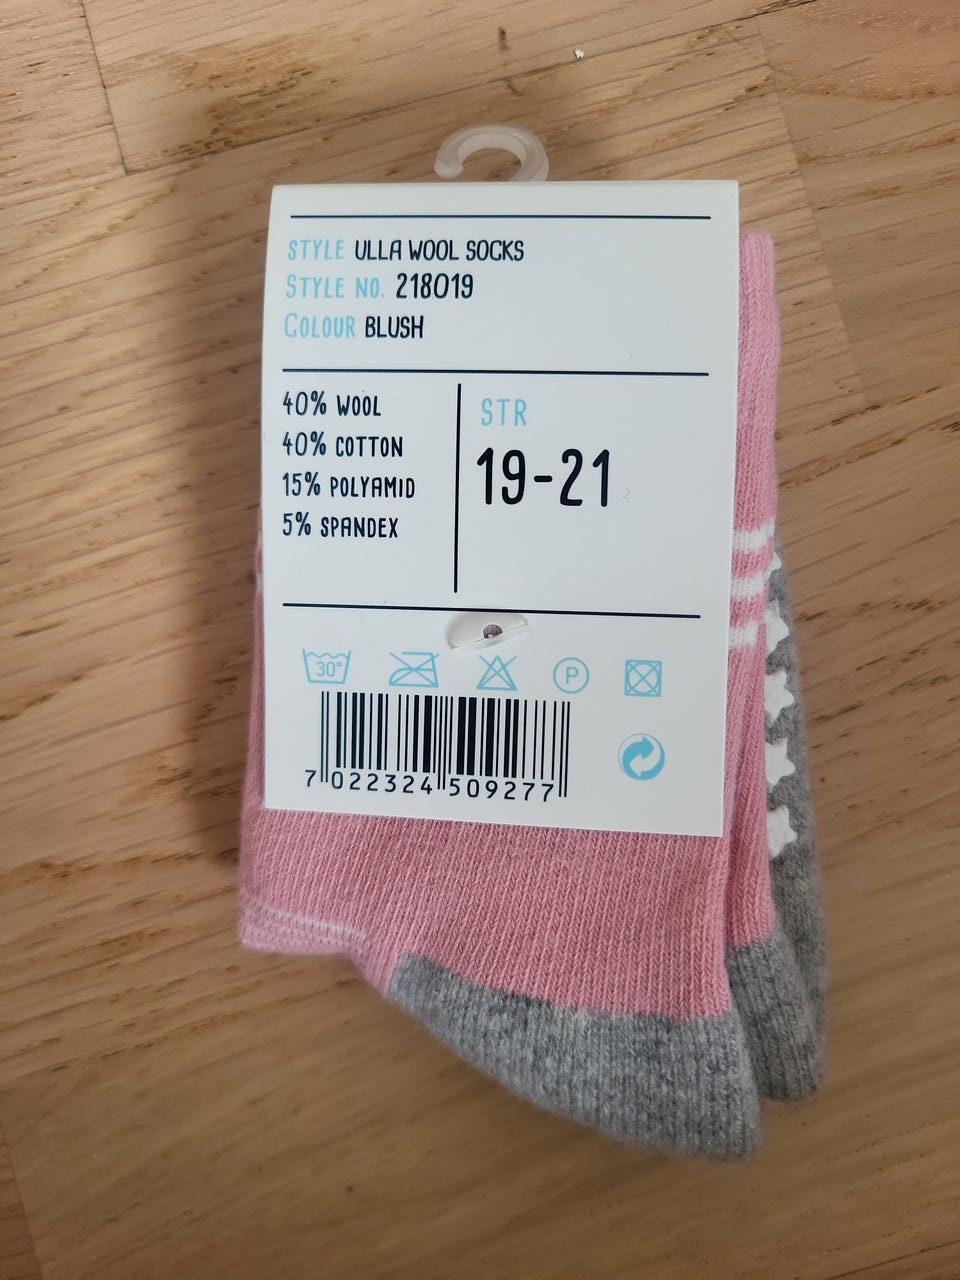 STYLE ULLA WOOL SOCKS
STYLE NO. 218019
COLOUR BLUSH
40% WOOL
40% COTTON
15% POLYAMID
5% SPANDEX
STR
19-21
30°
P
7 022324 509277